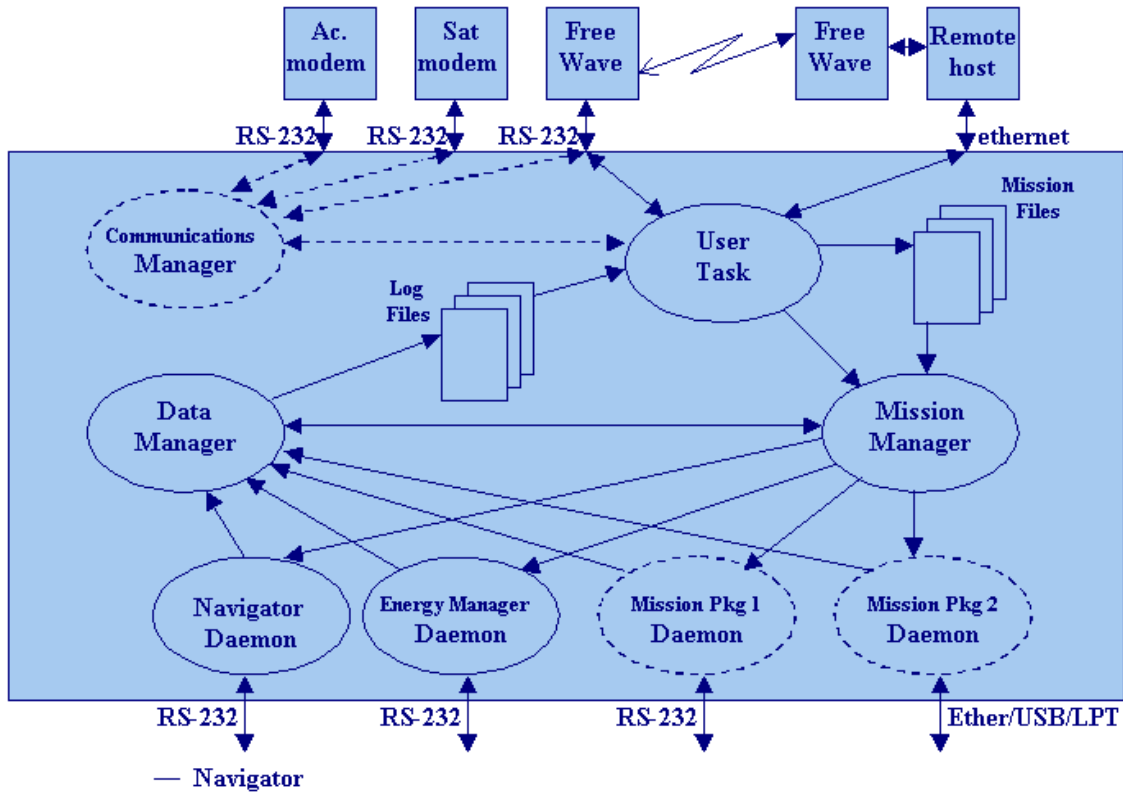 Ac.
modem
Sat
modem
Free
Wave
Free
Wave
Remote
host
RS-232
RS-232
RS-232
ethernet
Communications
Manager
User
Task
Mission
Files
Log
Files
Data
Manager
Mission
Manager
Navigator
Daemon
Energy Manager
Daemon
Mission Pkg 1
Daemon
Mission Pkg 2
Daemon
RS-232
RS-232
RS-232
Ether/USB/LPT
— Navigator